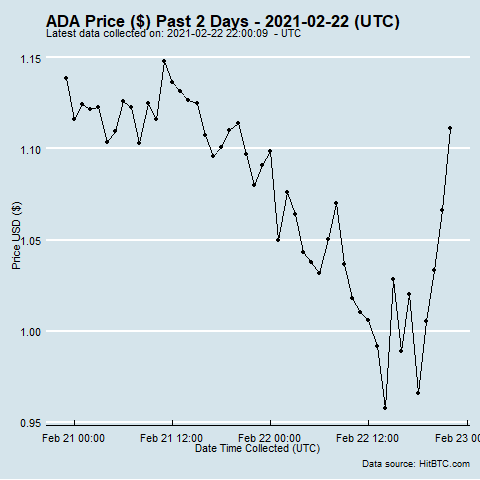 ADA Price ($) Past 2 Days - 2021-02-22 (UTC)
Latest data collected on: 2021-02-22 22:00:09  - UTC
1.15
1.10
1.05
1.00
0.95
Price USD ($)
Feb 21 00:00 Feb 21 12:00 Feb 22 00:00 Feb 22 12:00 Feb 23 00
Date Time Collected (UTC)
Data source: HitBTC.com